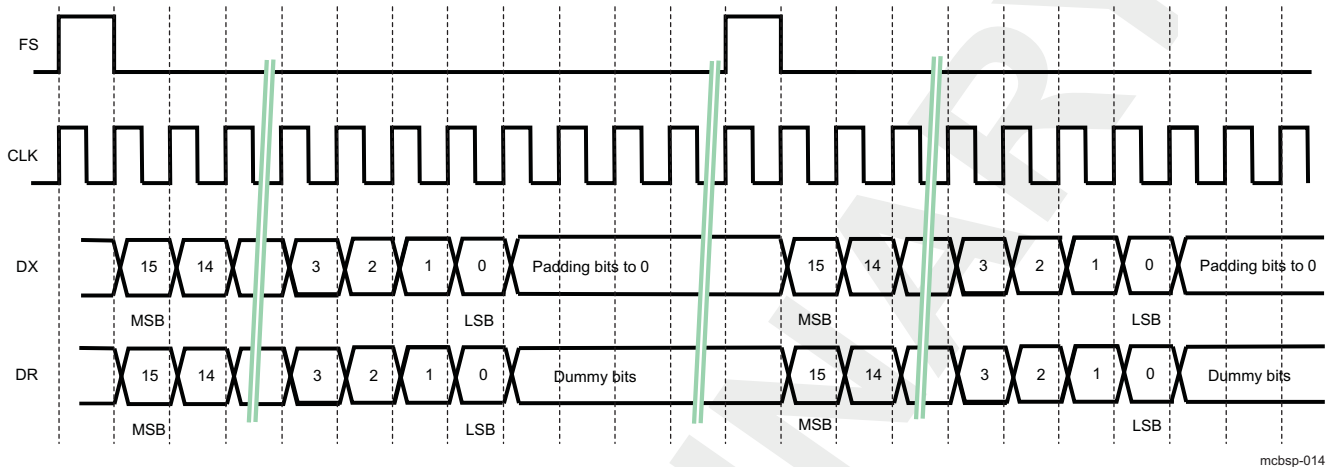 FS
CLK
DX 15 14 3 2 1 0 Padding bits to 0 15 14 3 2 1 0 Padding bits to 0
MSB LSB MSB LSB
DR 15 14 3 2 1 0 Dummy bits 15 14 3 2 1 0 Dummy bits
MSB LSB MSB LSB
mcbsp-014